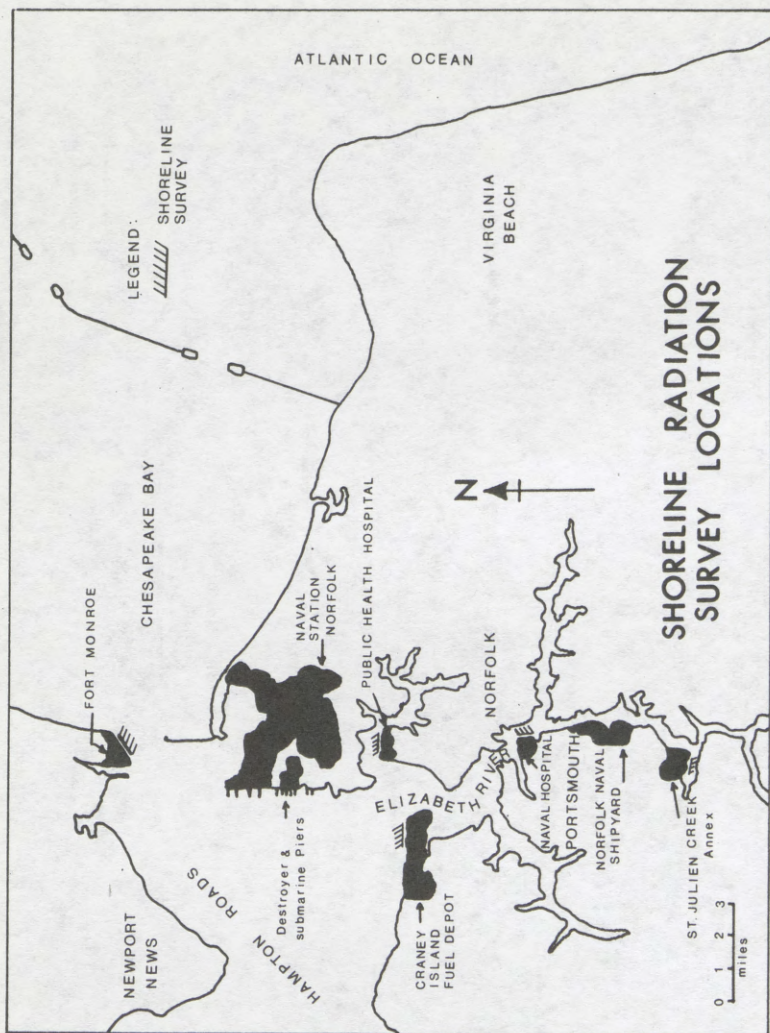 ATLANTIC OCEAN
LEGEND:
SHORELINE
SURVEY
CHESAPEAKE BAY
FORT MONROE
NEWPORT
NEWS
HAMPTON ROADS
Destroyer &
submarine Piers
NAVAL
STATION
NORFOLK
PUBLIC HEALTH HOSPITAL
VIRGINIA
BEACH
N
NORFOLK
ELIZABETH RIVER
CRANEY
ISLAND
FUEL DEPOT
NAVAL HOSPITAL
PORTSMOUTH
NORFOLK NAVAL
SHIPYARD
ST. JULIEN CREEK
Annex
0 1 2 3
miles
SHORELINE RADIATION
SURVEY LOCATIONS